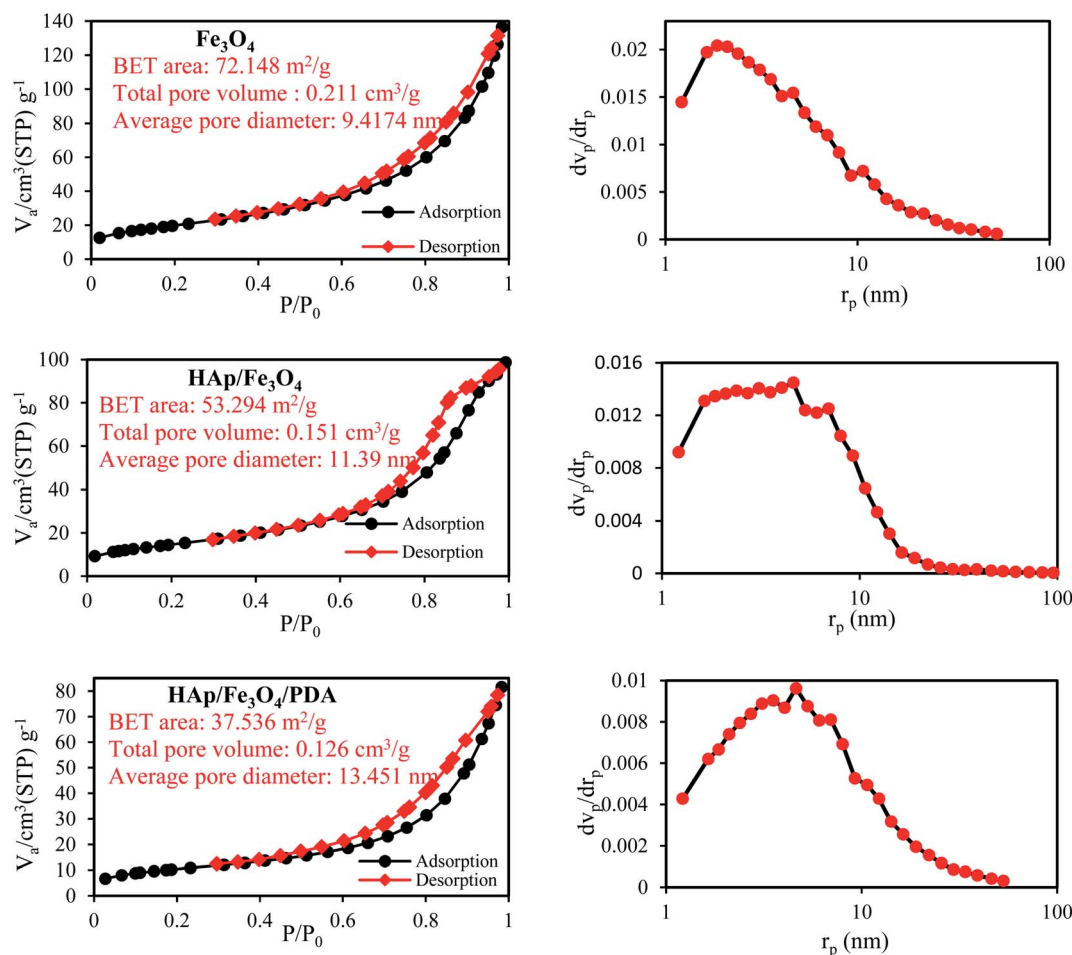 140
120
100
80
60
40
20
0
Vₐ/cm³(STP) g⁻¹
Fe₃O₄
BET area: 72.148 m²/g
Total pore volume : 0.211 cm³/g
Average pore diameter: 9.4174 nm
Adsorption
Desorption
0 0.2 0.4 0.6 0.8 1
P/P₀
0.02
0.015
0.01
0.005
0
dvₚ/drₚ
1 10 100
rₚ (nm)
100
80
60
40
20
0
Vₐ/cm³(STP) g⁻¹
HAp/Fe₃O₄
BET area: 53.294 m²/g
Total pore volume: 0.151 cm³/g
Average pore diameter: 11.39 nm
Adsorption
Desorption
0 0.2 0.4 0.6 0.8 1
P/P₀
0.016
0.012
0.008
0.004
0
dvₚ/drₚ
1 10 100
rₚ (nm)
80
70
60
50
40
30
20
10
0
Vₐ/cm³(STP) g⁻¹
HAp/Fe₃O₄/PDA
BET area: 37.536 m²/g
Total pore volume: 0.126 cm³/g
Average pore diameter: 13.451 nm
Adsorption
Desorption
0 0.2 0.4 0.6 0.8 1
P/P₀
0.01
0.008
0.006
0.004
0.002
0
dvₚ/drₚ
1 10 100
rₚ (nm)